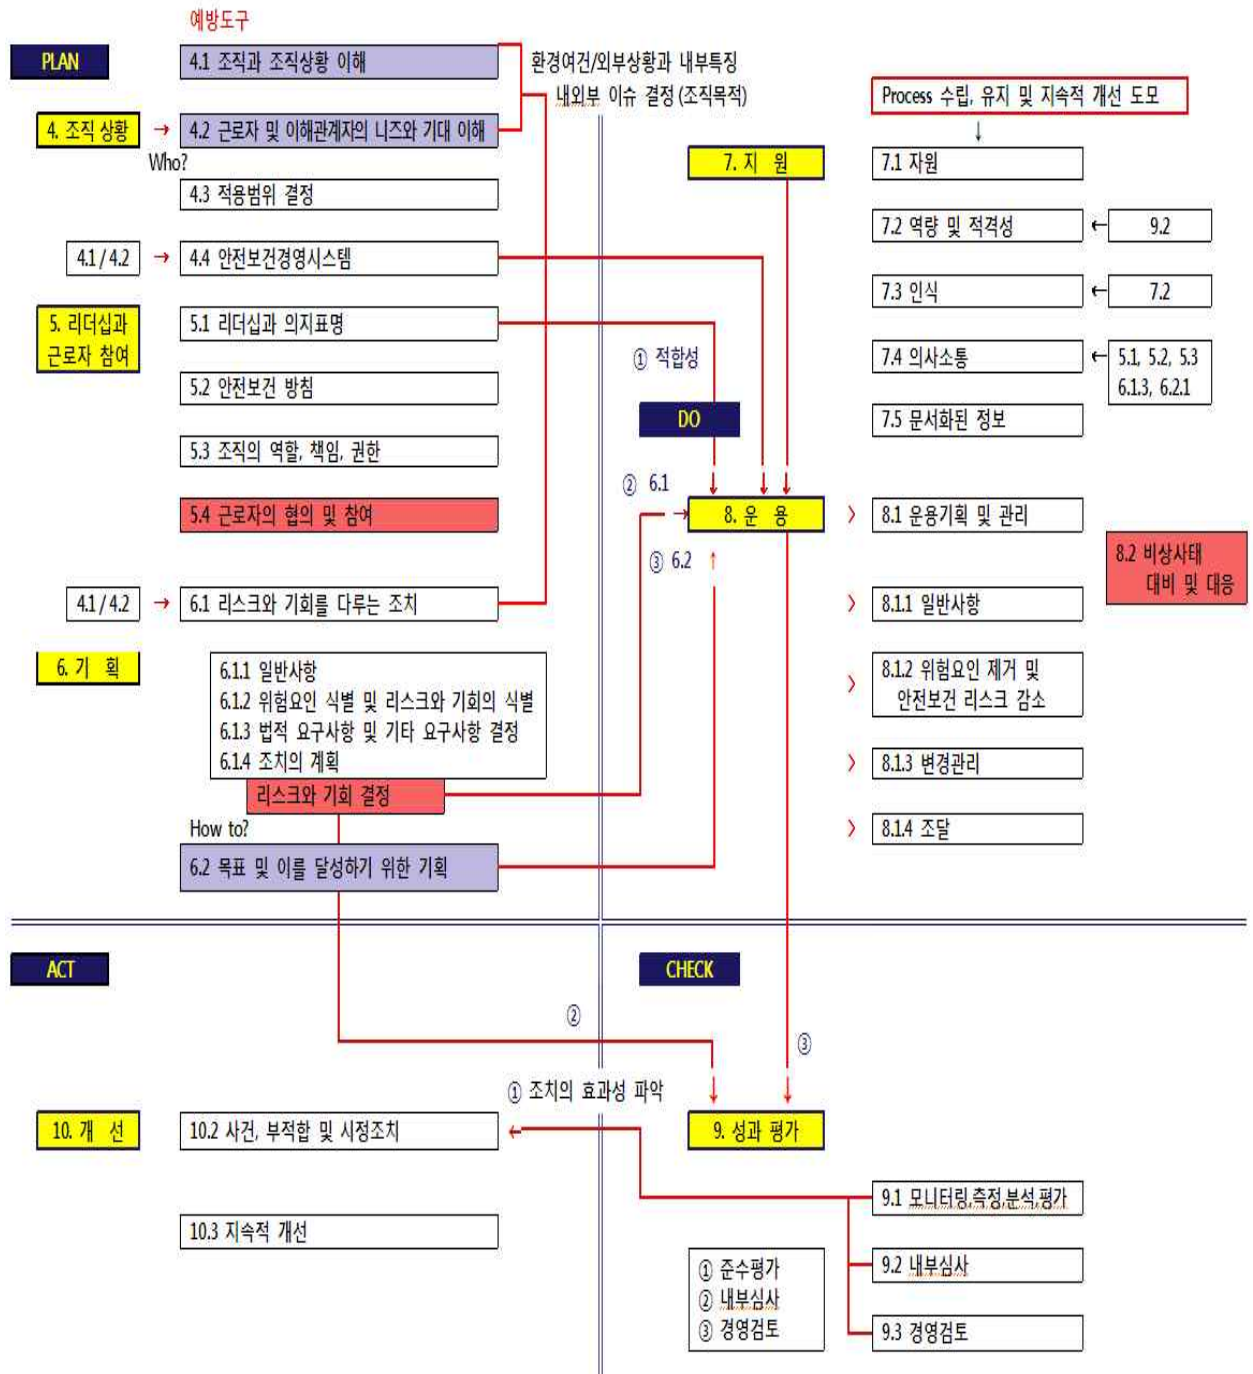 예방도구
PLAN
4.1 조직과 조직상황 이해
환경여건/외부상황과 내부특징
내외부 이슈 결정 (조직목적)
4. 조직 상황
→
4.2 근로자 및 이해관계자의 니즈와 기대 이해
Who?
4.3 적용범위 결정
4.1 / 4.2
→
4.4 안전보건경영시스템
5. 리더십과
근로자 참여
5.1 리더십과 의지표명
5.2 안전보건 방침
5.3 조직의 역할, 책임, 권한
5.4 근로자의 협의 및 참여
4.1 / 4.2
→
6.1 리스크와 기회를 다루는 조치
6. 기 획
6.1.1 일반사항
6.1.2 위험요인 식별 및 리스크와 기회의 식별
6.1.3 법적 요구사항 및 기타 요구사항 결정
6.1.4 조치의 계획
리스크와 기회 결정
How to?
6.2 목표 및 이를 달성하기 위한 기획
Process 수립, 유지 및 지속적 개선 도모
↓
7. 지 원
7.1 자원
7.2 역량 및 적격성
←
9.2
7.3 인식
←
7.2
7.4 의사소통
←
5.1, 5.2, 5.3
6.1.3, 6.2.1
7.5 문서화된 정보
① 적합성
DO
② 6.1
→
8. 운 용
③ 6.2
↑
〉
8.1 운용기획 및 관리
8.2 비상사태
대비 및 대응
〉
8.1.1 일반사항
〉
8.1.2 위험요인 제거 및
안전보건 리스크 감소
〉
8.1.3 변경관리
〉
8.1.4 조달
ACT
CHECK
②
③
① 조치의 효과성 파악
10. 개 선
10.2 사건, 부적합 및 시정조치
←
9. 성과 평가
10.3 지속적 개선
9.1 모니터링,측정,분석,평가
① 준수평가
② 내부심사
③ 경영검토
9.2 내부심사
9.3 경영검토